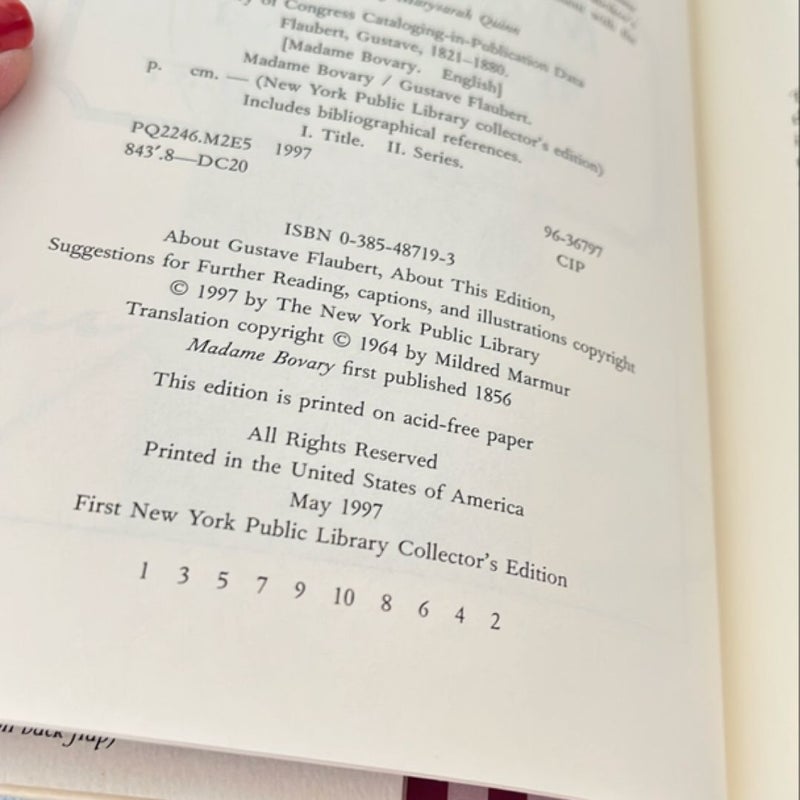 Marysarah Quinn
of Congress Cataloging-in-Publication Data
Flaubert, Gustave, 1821–1880.
[Madame Bovary. English]
Madame Bovary / Gustave Flaubert.
p. cm. — (New York Public Library collector's edition)
Includes bibliographical references.
I. Title. II. Series.
PQ2246.M2E5 1997
843′.8—DC20
96-36797
CIP
ISBN 0-385-48719-3
About Gustave Flaubert, About This Edition,
Suggestions for Further Reading, captions, and illustrations copyright
© 1997 by The New York Public Library
Translation copyright © 1964 by Mildred Marmur
Madame Bovary first published 1856
This edition is printed on acid-free paper
All Rights Reserved
Printed in the United States of America
May 1997
First New York Public Library Collector's Edition
1 3 5 7 9 10 8 6 4 2
back flap)